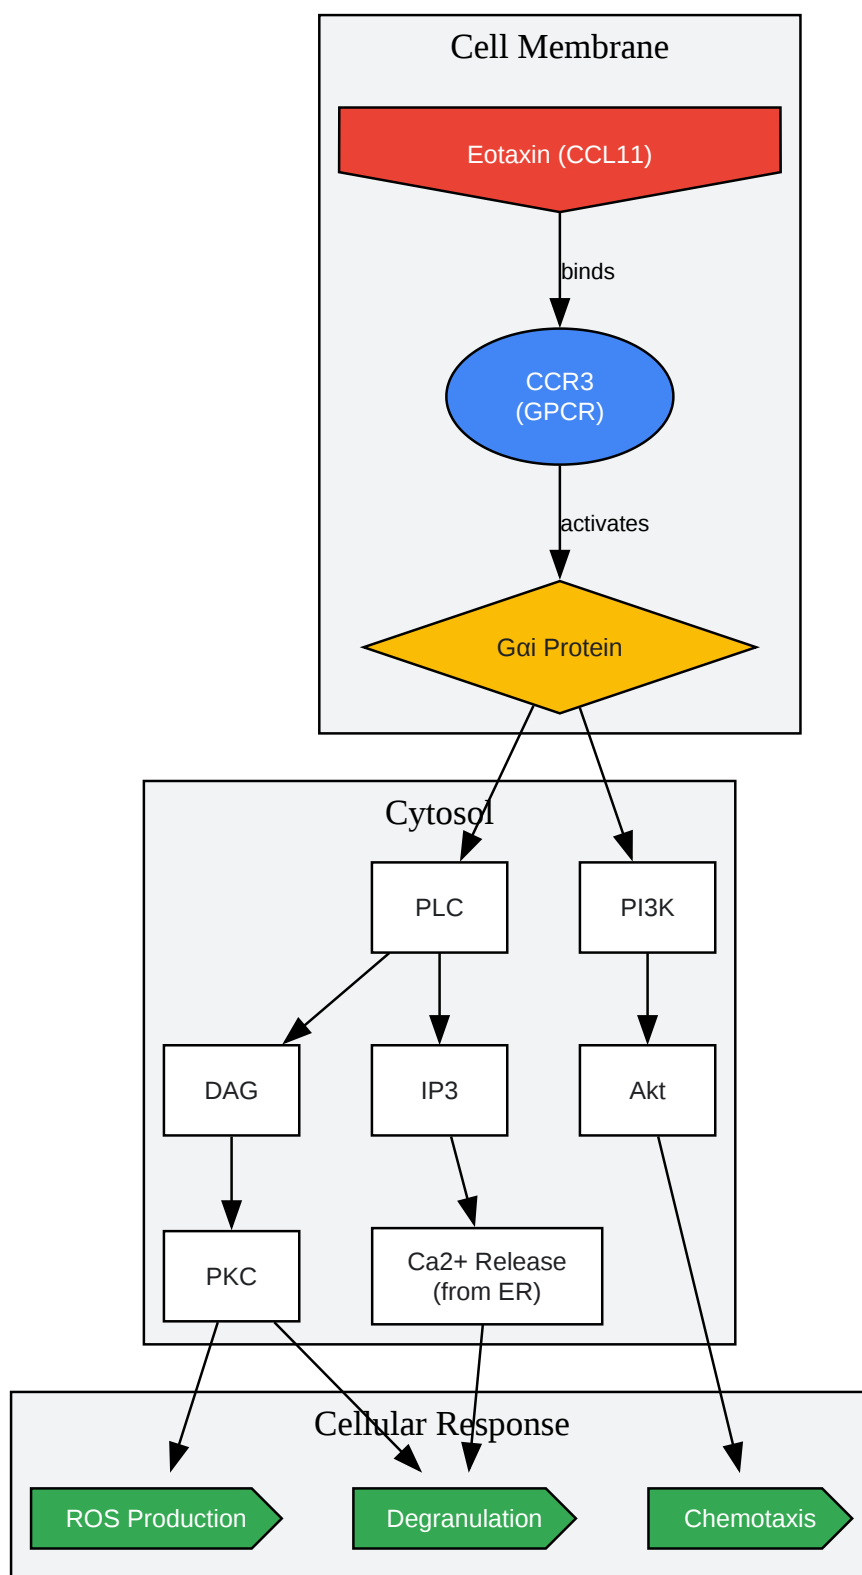 Cell Membrane
Eotaxin (CCL11)
binds
CCR3
(GPCR)
activates
Gαi Protein
Cytosol
PLC
PI3K
DAG
IP3
Akt
PKC
Ca2+ Release
(from ER)
Cellular Response
ROS Production
Degranulation
Chemotaxis